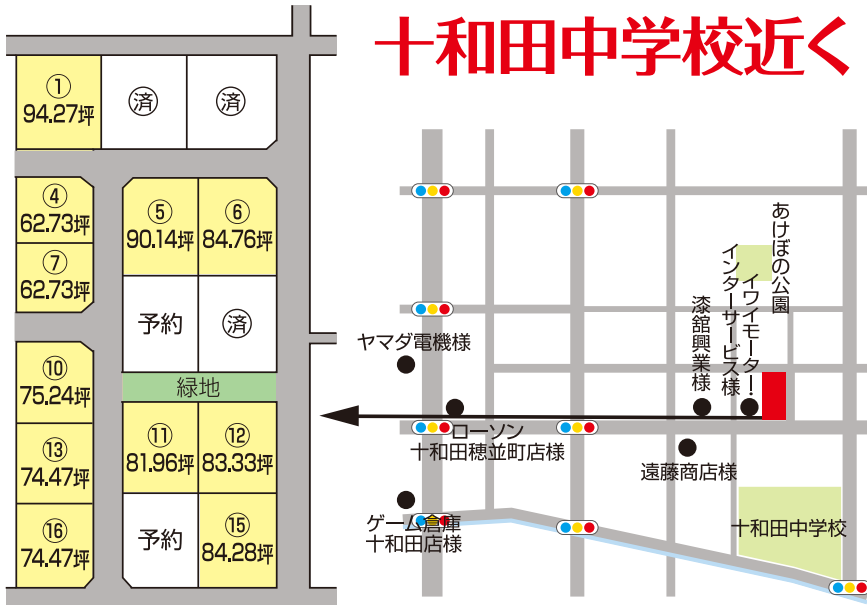 十和田中学校近く
①
94.27坪
済
済
④
62.73坪
⑤
90.14坪
⑥
84.76坪
⑦
62.73坪
予約
済
緑地
⑩
75.24坪
⑪
81.96坪
⑫
83.33坪
⑬
74.47坪
予約
⑮
84.28坪
⑯
74.47坪
あけぼの公園
イワイモーター!
インターサービス様
漆舘興業様
ヤマダ電機様
ローソン
十和田穂並町店様
遠藤商店様
ゲーム倉庫
十和田店様
十和田中学校